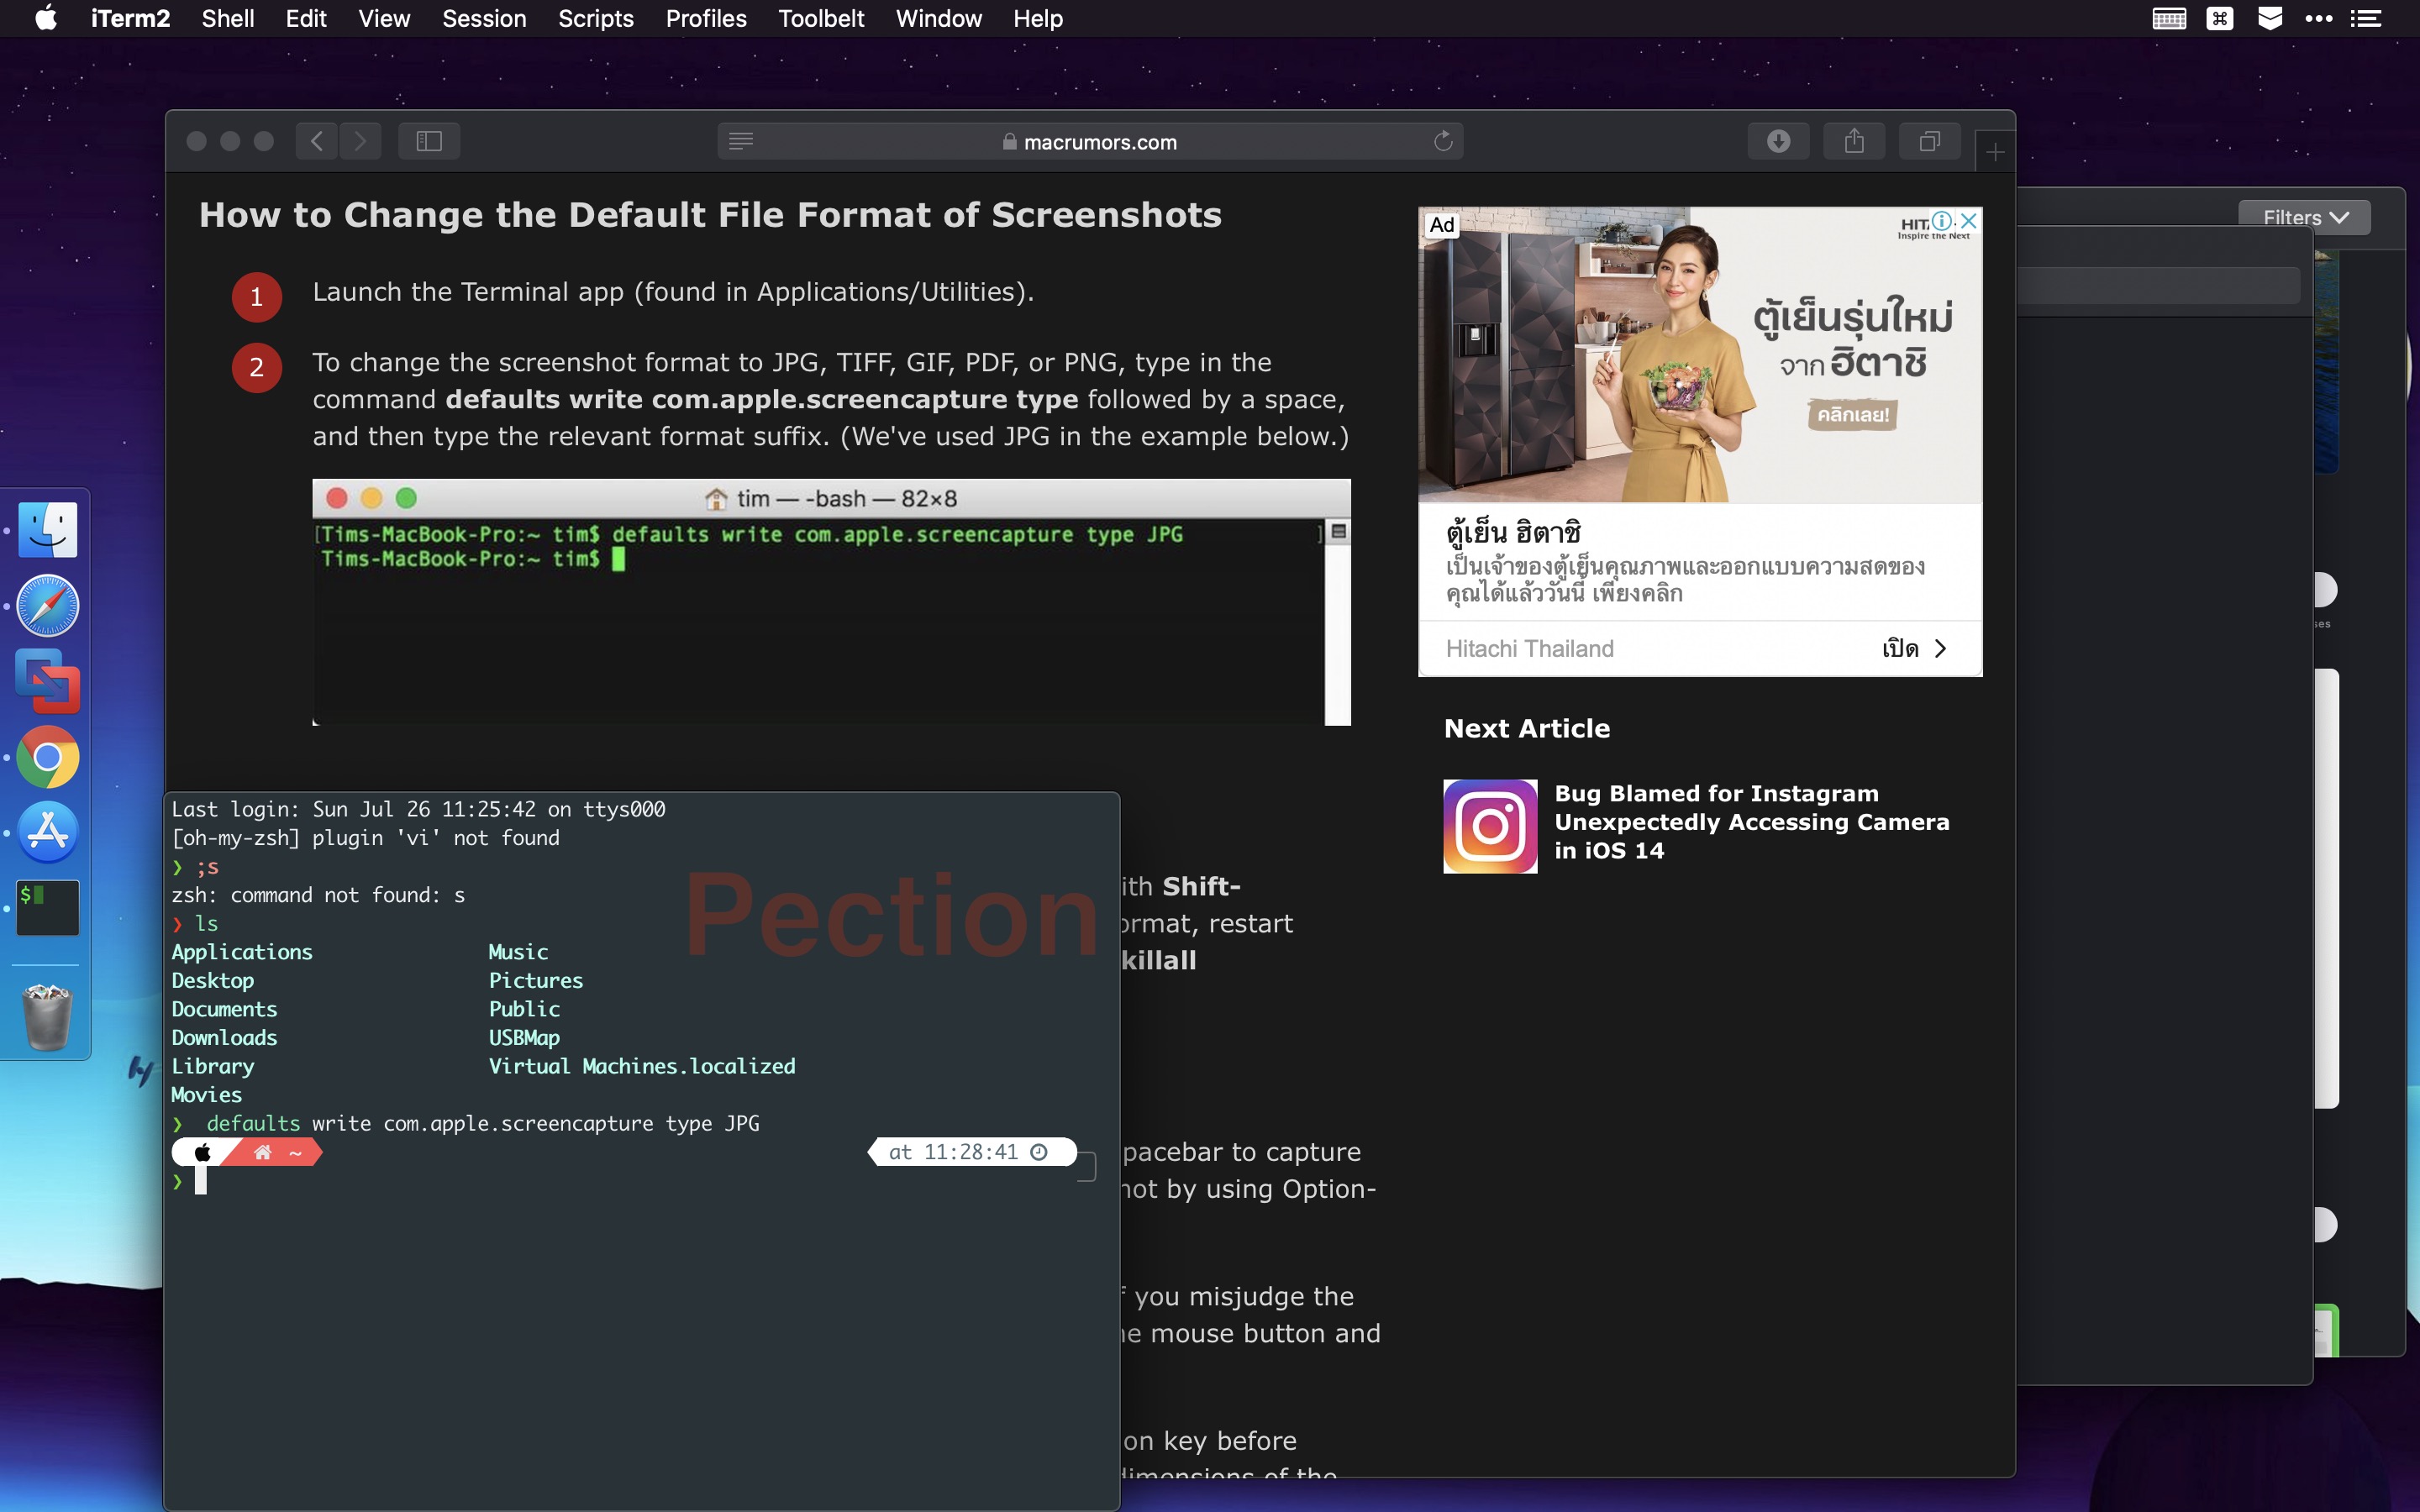 iTerm2 Shell Edit View Session Scripts Profiles Toolbelt Window Help
macrumors.com
Filters
How to Change the Default File Format of Screenshots
1 Launch the Terminal app (found in Applications/Utilities).
2 To change the screenshot format to JPG, TIFF, GIF, PDF, or PNG, type in the
command defaults write com.apple.screencapture type followed by a space,
and then type the relevant format suffix. (We've used JPG in the example below.)
tim — -bash — 82×8
[Tims-MacBook-Pro:~ tim$ defaults write com.apple.screencapture type JPG ]
Tims-MacBook-Pro:~ tim$
Ad
Inspire the Next
ตู้เย็นรุ่นใหม่
จาก ฮิตาชิ
คลิกเลย!
ตู้เย็น ฮิตาชิ
เป็นเจ้าของตู้เย็นคุณภาพและออกแบบความสดของ
คุณได้แล้ววันนี้ เพียงคลิก
Hitachi Thailand เปิด
Next Article
Bug Blamed for Instagram
Unexpectedly Accessing Camera
in iOS 14
Last login: Sun Jul 26 11:25:42 on ttys000
[oh-my-zsh] plugin 'vi' not found
❯ ;s
zsh: command not found: s
❯ ls
Applications Music
Desktop Pictures
Documents Public
Downloads USBMap
Library Virtual Machines.localized
Movies
❯ defaults write com.apple.screencapture type JPG
~ at 11:28:41
❯
Pection
Shift-
restart
killall
to capture
by using Option-
you misjudge the
mouse button and
on key before
of the
$
by